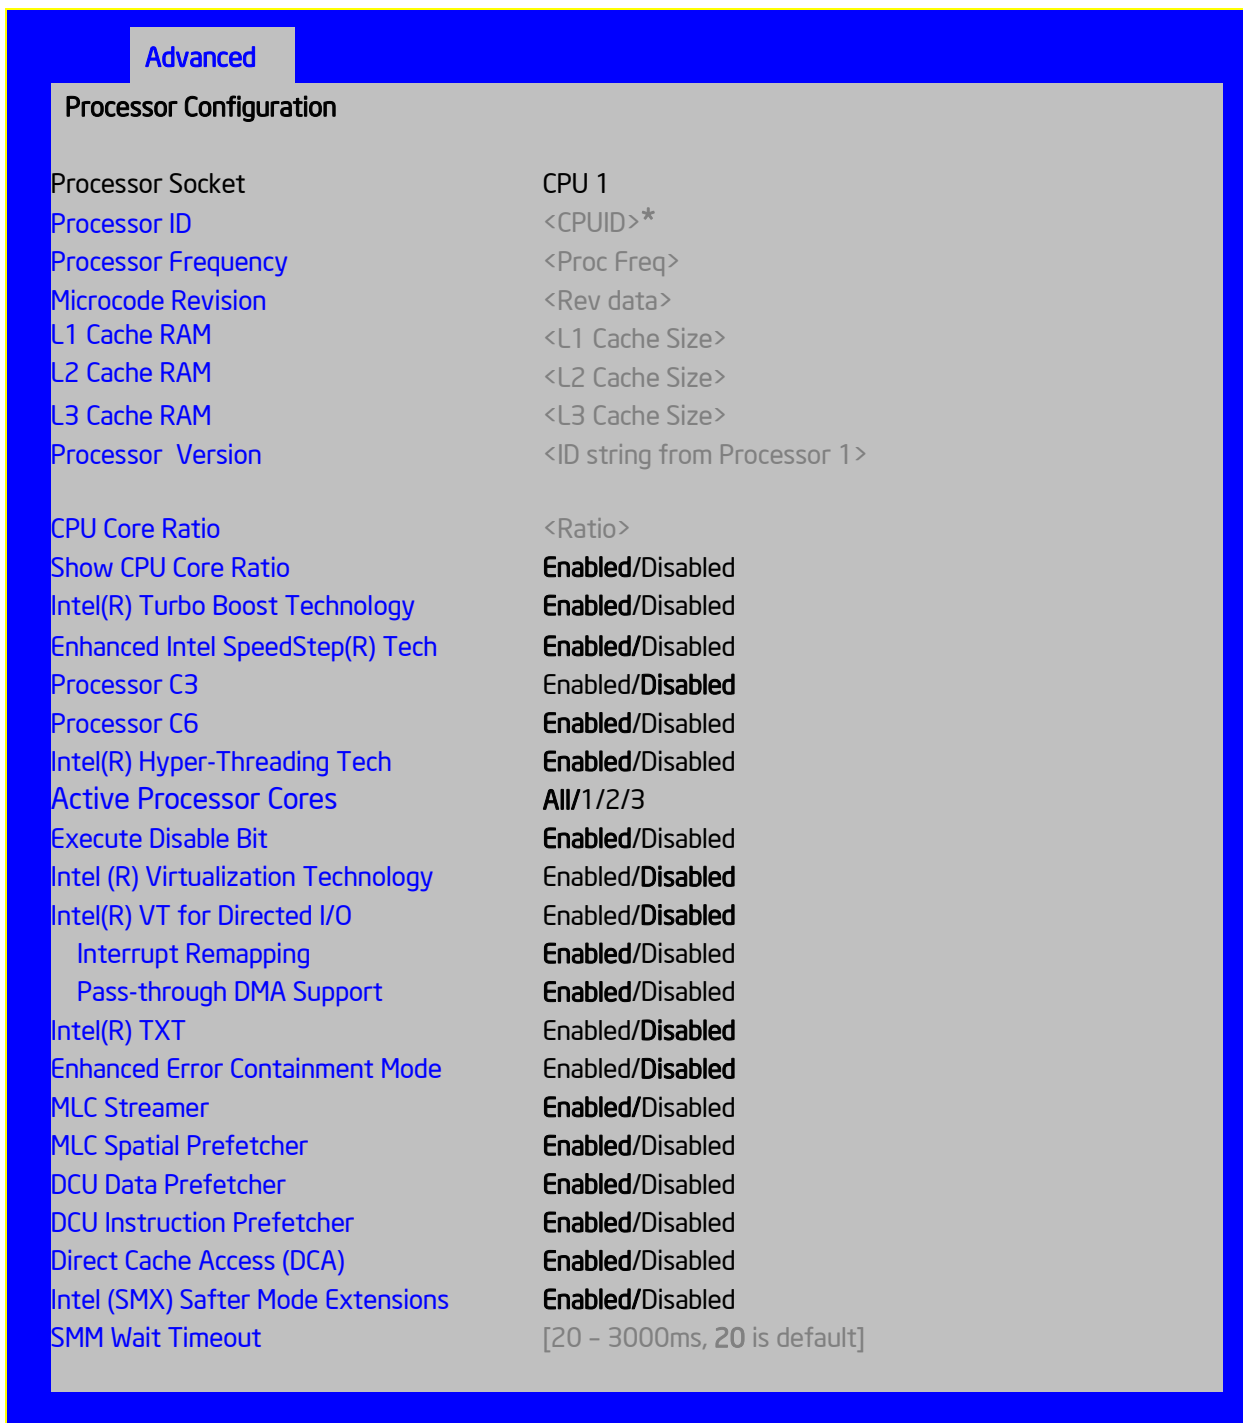 Advanced
Processor Configuration
Processor Socket CPU 1
Processor ID <CPUID>*
Processor Frequency <Proc Freq>
Microcode Revision <Rev data>
L1 Cache RAM <L1 Cache Size>
L2 Cache RAM <L2 Cache Size>
L3 Cache RAM <L3 Cache Size>
Processor Version <ID string from Processor 1>
CPU Core Ratio <Ratio>
Show CPU Core Ratio Enabled/Disabled
Intel(R) Turbo Boost Technology Enabled/Disabled
Enhanced Intel SpeedStep(R) Tech Enabled/Disabled
Processor C3 Enabled/Disabled
Processor C6 Enabled/Disabled
Intel(R) Hyper-Threading Tech Enabled/Disabled
Active Processor Cores All/1/2/3
Execute Disable Bit Enabled/Disabled
Intel (R) Virtualization Technology Enabled/Disabled
Intel(R) VT for Directed I/O Enabled/Disabled
Interrupt Remapping Enabled/Disabled
Pass-through DMA Support Enabled/Disabled
Intel(R) TXT Enabled/Disabled
Enhanced Error Containment Mode Enabled/Disabled
MLC Streamer Enabled/Disabled
MLC Spatial Prefetcher Enabled/Disabled
DCU Data Prefetcher Enabled/Disabled
DCU Instruction Prefetcher Enabled/Disabled
Direct Cache Access (DCA) Enabled/Disabled
Intel (SMX) Safter Mode Extensions Enabled/Disabled
SMM Wait Timeout [20 – 3000ms, 20 is default]